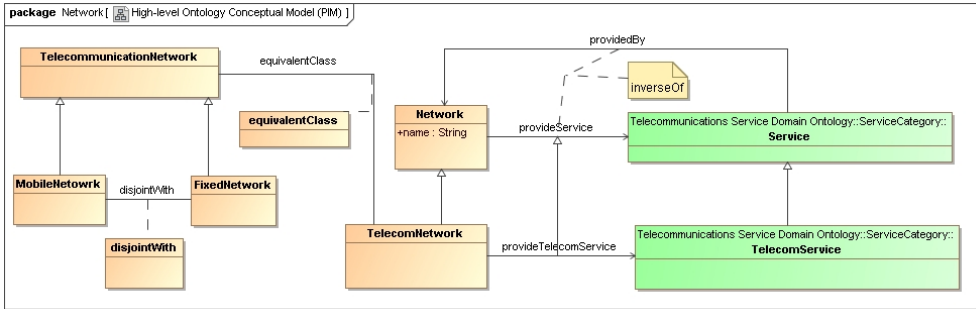 package Network[ High-level Ontology Conceptual Model (PIM) ]
TelecommunicationNetwork
equivalentClass
equivalentClass
MobileNetowrk
disjointWith
FixedNetwork
disjointWith
providedBy
inverseOf
Network
+name : String
provideService
Telecommunications Service Domain Ontology::ServiceCategory::
Service
TelecomNetwork
provideTelecomService
Telecommunications Service Domain Ontology::ServiceCategory::
TelecomService